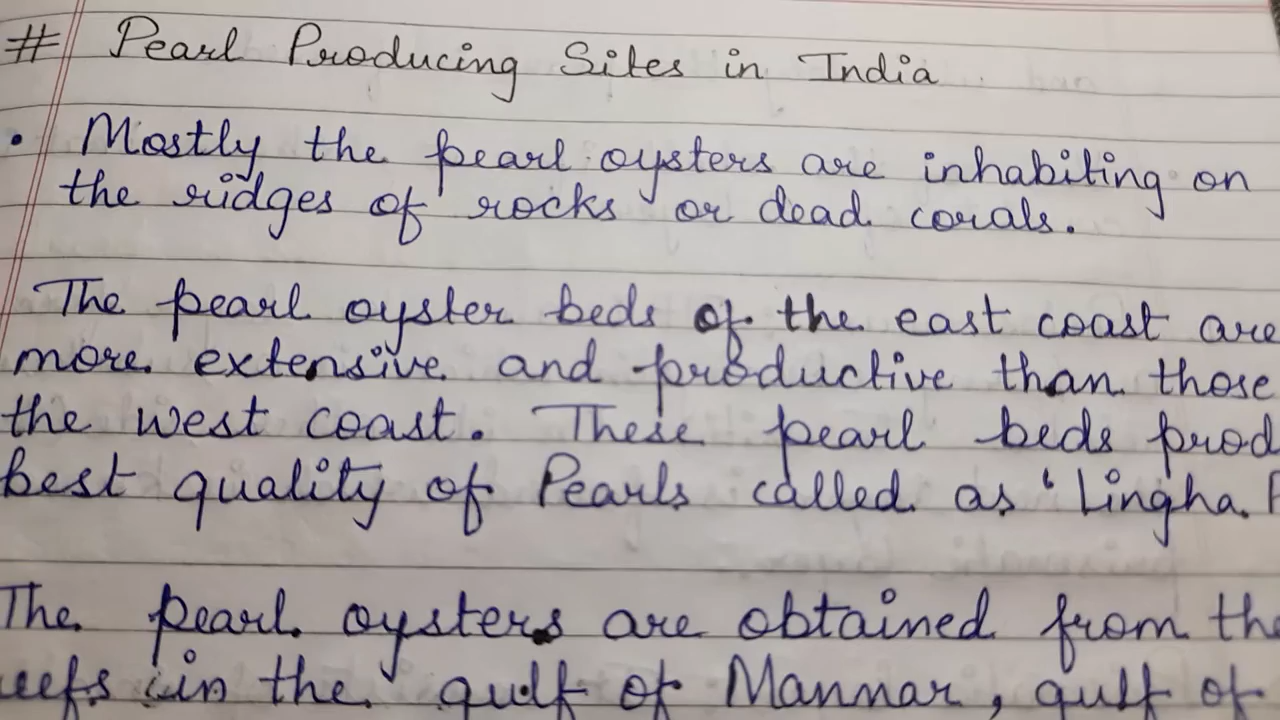 # Pearl Producing Sites in India
• Mostly the pearl oysters are inhabiting on
the ridges of rocks or dead corals.
The pearl oyster beds of the east coast are
more extensive and productive than those
the west coast. These pearl beds prod
best quality of Pearls called as 'Lingha P
The pearl oysters are obtained from the
eefs in the gulf of Mannar, gulf of